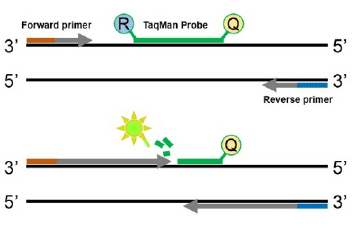 Forward primer
R
TaqMan Probe
Q
3’
5’
5’
3’
Reverse primer
Q
3’
5’
5’
3’